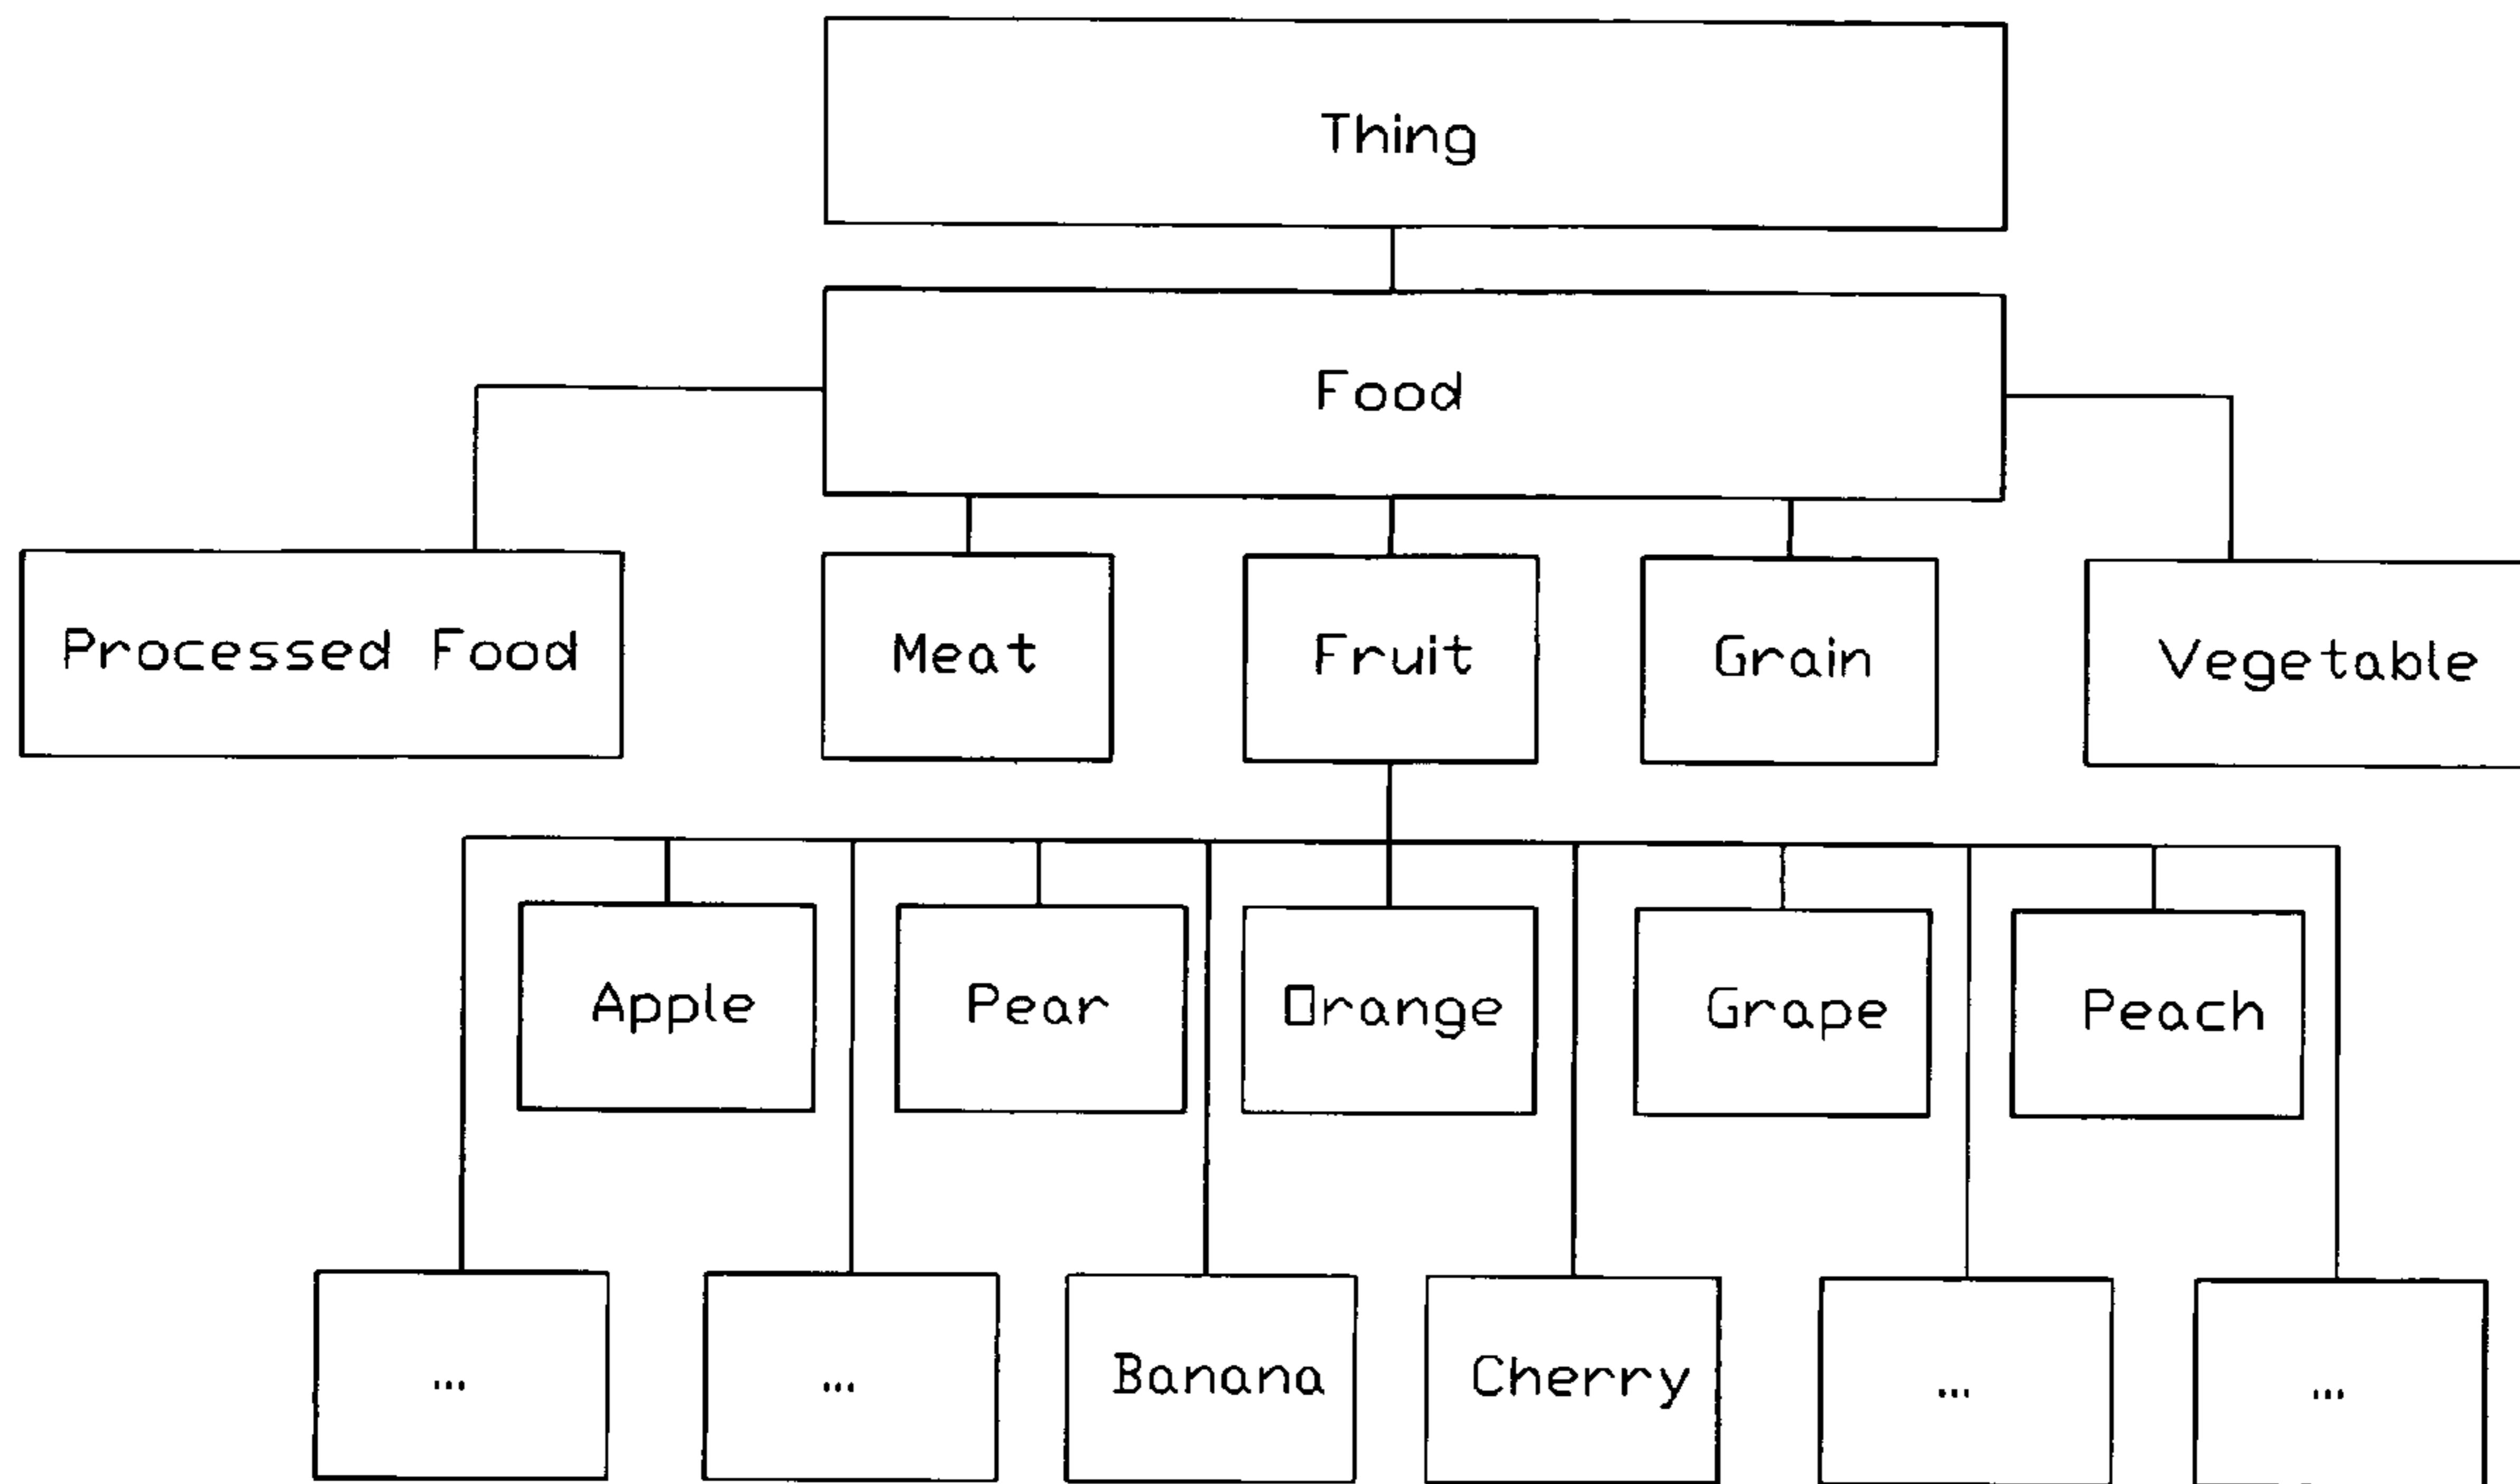 Thing
Food
Processed Food
Meat
Fruit
Grain
Vegetable
Apple
Pear
Orange
Grape
Peach
...
...
Banana
Cherry
...
...